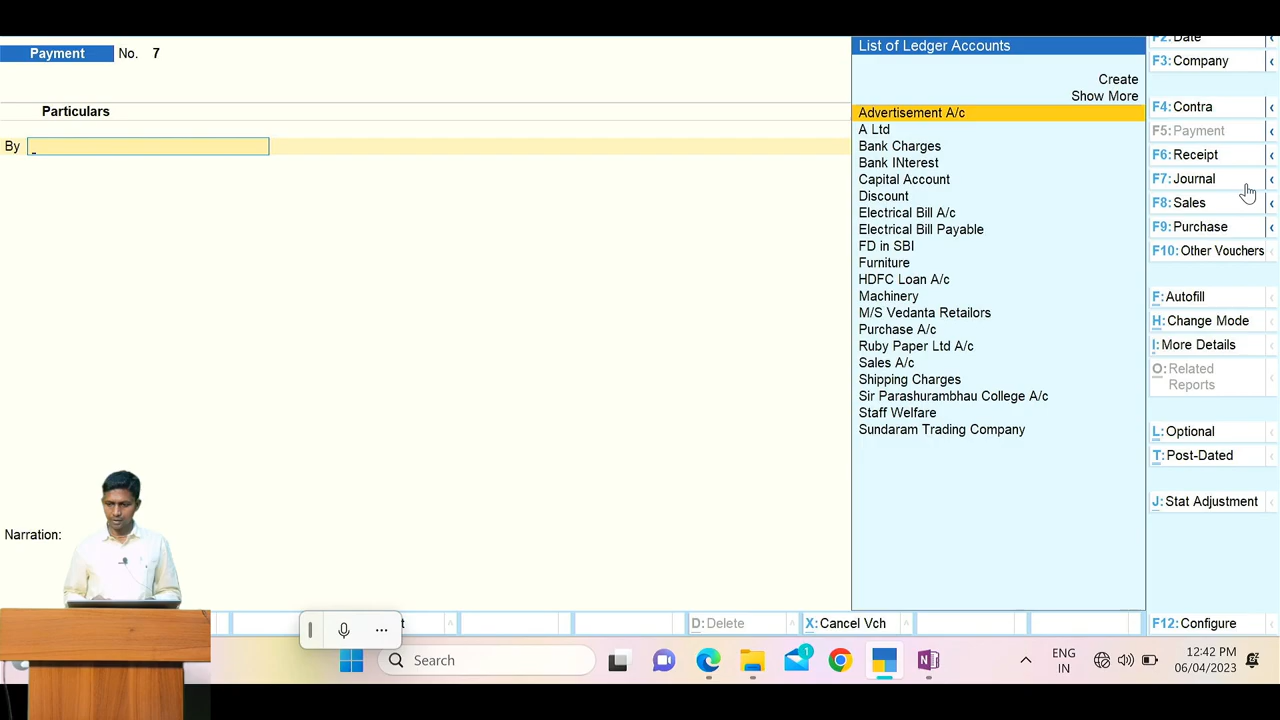 Payment No. 7
Particulars
By
Narration:
List of Ledger Accounts
Create
Show More
Advertisement A/c
A Ltd
Bank Charges
Bank INterest
Capital Account
Discount
Electrical Bill A/c
Electrical Bill Payable
FD in SBI
Furniture
HDFC Loan A/c
Machinery
M/S Vedanta Retailors
Purchase A/c
Ruby Paper Ltd A/c
Sales A/c
Shipping Charges
Sir Parashurambhau College A/c
Staff Welfare
Sundaram Trading Company
F2: Date
F3: Company
F4: Contra
F5: Payment
F6: Receipt
F7: Journal
F8: Sales
F9: Purchase
F10: Other Vouchers
F: Autofill
H: Change Mode
I: More Details
O: Related
Reports
L: Optional
T: Post-Dated
J: Stat Adjustment
D: Delete
X: Cancel Vch
F12: Configure
Search
1
ENG
IN
12:42 PM
06/04/2023